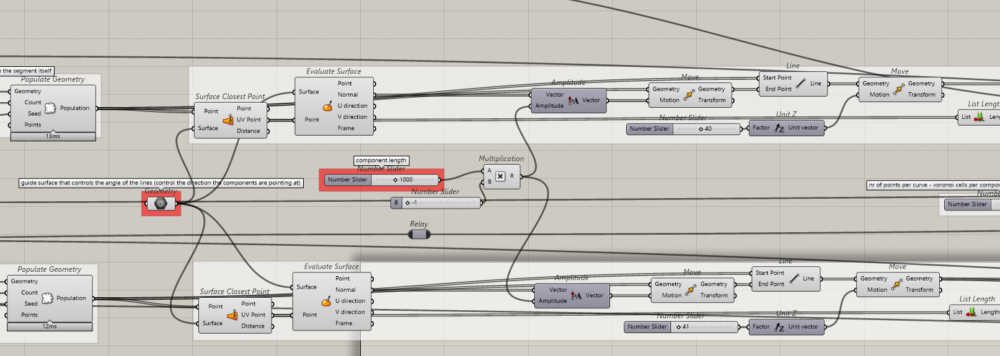 the segment itself
Populate Geometry
Geometry
Count
Seed
Points
Population
13ms
Surface Closest Point
Point
Surface
Point
UV Point
Distance
Evaluate Surface
Surface
Point
Point
Normal
U direction
V direction
Frame
Amplitude
Vector
Amplitude
Vector
Move
Geometry
Motion
Geometry
Transform
Line
Start Point
End Point
Line
Move
Geometry
Motion
Geometry
Transform
Number Slider
Number Slider
40
Unit Z
Factor
Unit vector
List Lengt
List
Leng
component length
Number Slider
Number Slider
1000
Multiplication
A
B
R
guide surface that controls the angle of the lines (control the direction the components are pointing at)
Geometry
Number Slider
B
-1
nr of points per curve - voronoi cells per compo
Numbe
Number Slider
Relay
Populate Geometry
Geometry
Count
Seed
Points
Population
12ms
Surface Closest Point
Point
Surface
Point
UV Point
Distance
Evaluate Surface
Surface
Point
Point
Normal
U direction
V direction
Frame
Amplitude
Vector
Amplitude
Vector
Move
Geometry
Motion
Geometry
Transform
Line
Start Point
End Point
Line
Move
Geometry
Motion
Geometry
Transform
Number Slider
Number Slider
41
Unit Z
Factor
Unit vector
List Length
List
Length